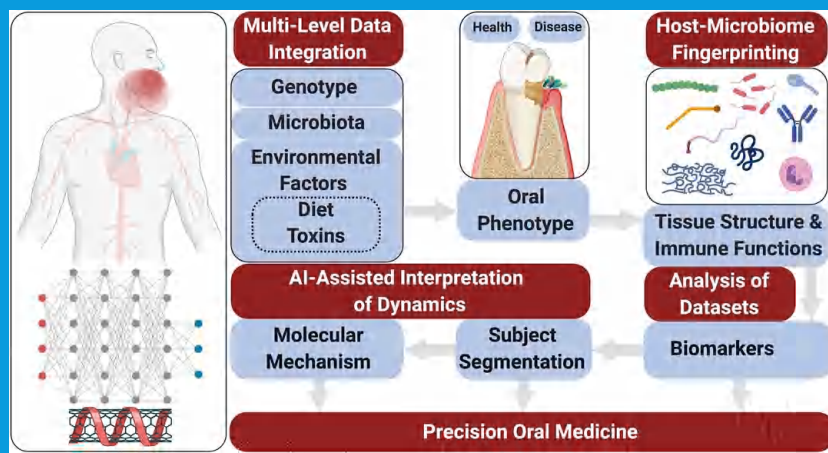 Multi-Level Data
Integration
Genotype
Microbiota
Environmental
Factors
Diet
Toxins
Health
Disease
Oral
Phenotype
Host-Microbiome
Fingerprinting
Tissue Structure &
Immune Functions
AI-Assisted Interpretation
of Dynamics
Analysis of
Datasets
Molecular
Mechanism
Subject
Segmentation
Biomarkers
Precision Oral Medicine